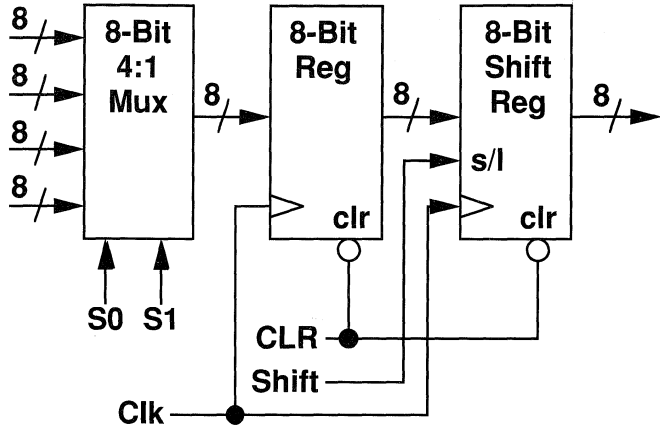 8
8
8
8
8-Bit
4:1
Mux
8
8-Bit
Reg
clr
8
8-Bit
Shift
Reg
s/l
clr
8
S0 S1
CLR
Shift
Clk